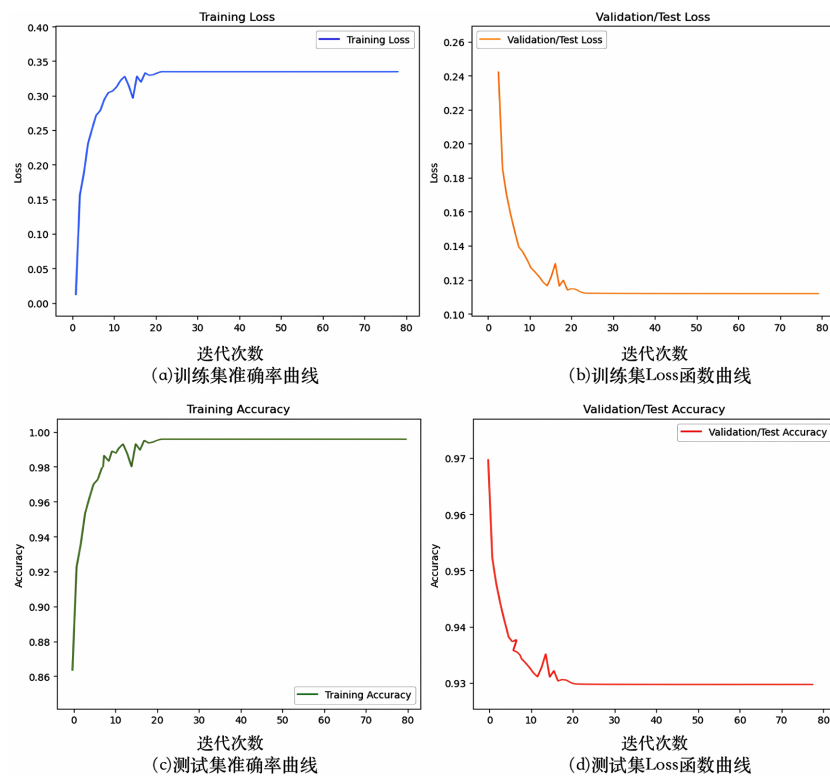 Training Loss
Validation/Test Loss
0.40
0.35
0.30
0.25
0.20
0.15
0.10
0.05
0.00
Loss
Training Loss
0 10 20 30 40 50 60 70 80
迭代次数
(a)训练集准确率曲线
0.26
0.24
0.22
0.20
0.18
0.16
0.14
0.12
0.10
Loss
Validation/Test Loss
0 10 20 30 40 50 60 70 80
迭代次数
(b)训练集Loss函数曲线
Training Accuracy
1.00
0.98
0.96
0.94
0.92
0.90
0.88
0.86
Accuracy
Training Accuracy
0 10 20 30 40 50 60 70 80
迭代次数
(c)测试集准确率曲线
Validation/Test Accuracy
0.97
0.96
0.95
0.94
0.93
Accuracy
Validation/Test Accuracy
0 10 20 30 40 50 60 70 80
迭代次数
(d)测试集Loss函数曲线